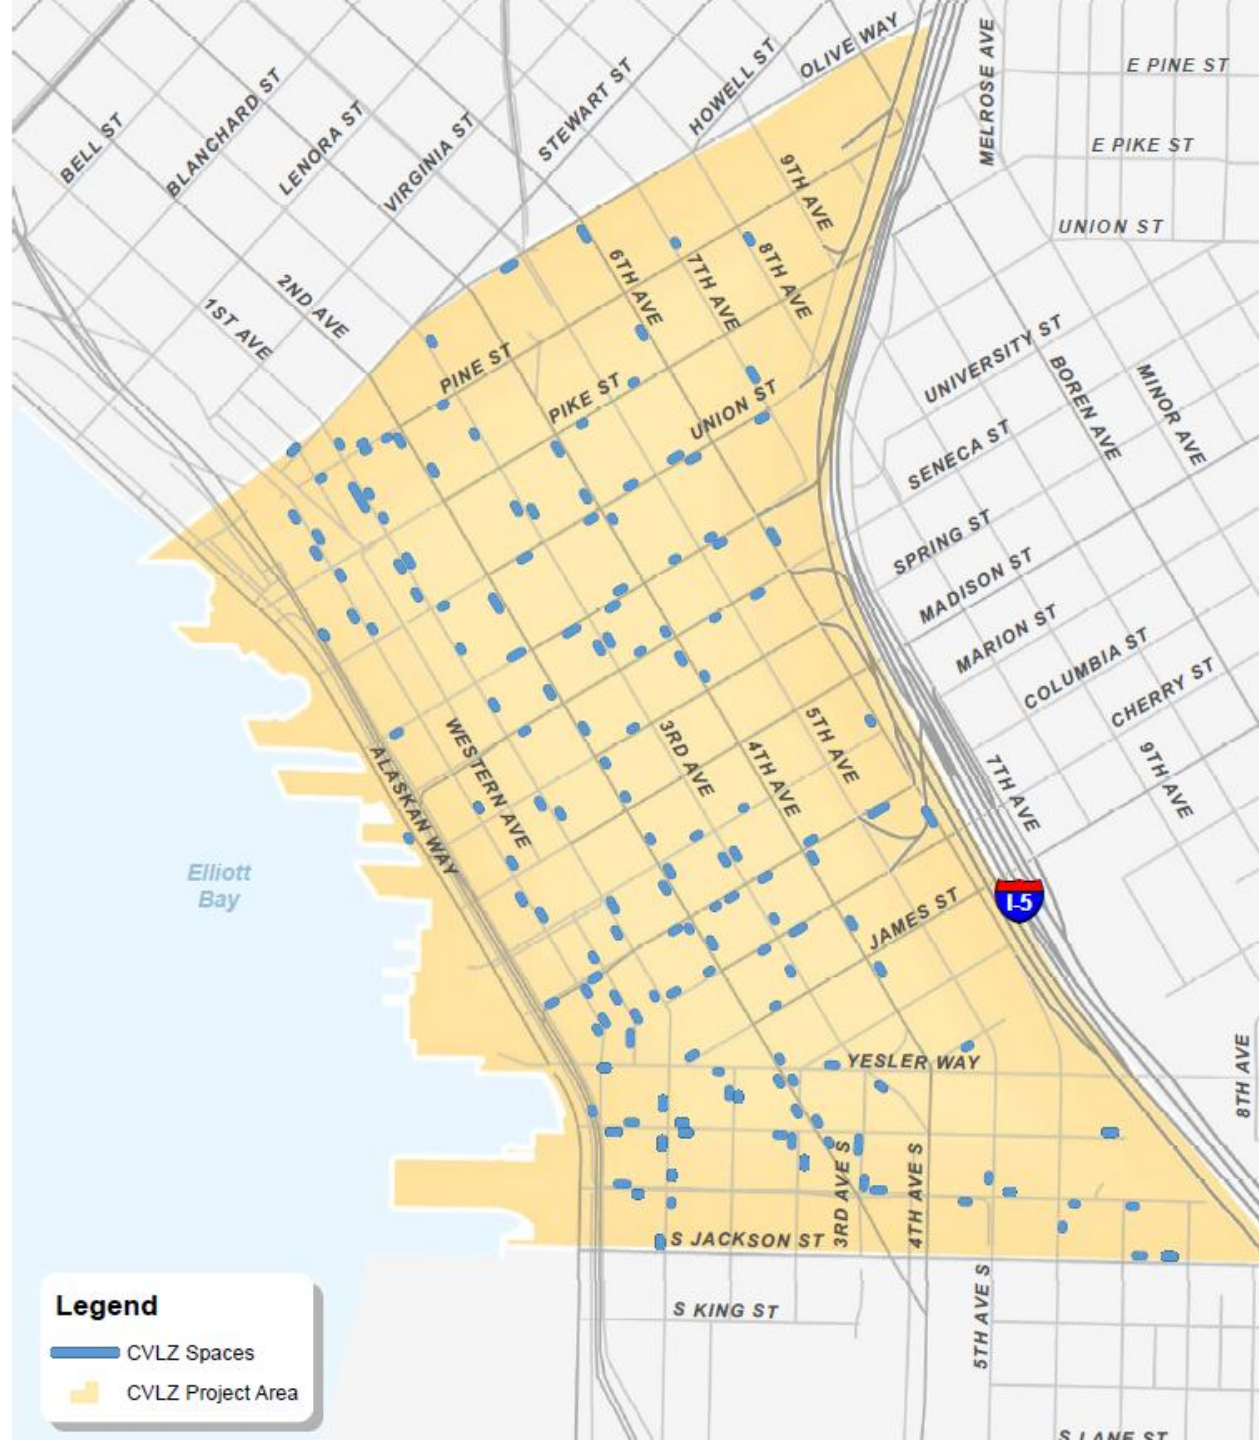 OLIVE WAY
MELROSE AVE
E PINE ST
HOWELL ST
STEWART ST
BLANCHARD ST
BELL ST
LENORA ST
VIRGINIA ST
E PIKE ST
9TH AVE
UNION ST
6TH AVE
7TH AVE
8TH AVE
2ND AVE
1ST AVE
UNIVERSITY ST
PINE ST
PIKE ST
UNION ST
BOREN AVE
MINOR AVE
SENECA ST
SPRING ST
MADISON ST
MARION ST
COLUMBIA ST
CHERRY ST
WESTERN AVE
3RD AVE
4TH AVE
5TH AVE
ALASKAN WAY
7TH AVE
9TH AVE
Elliott
Bay
I-5
JAMES ST
YESLER WAY
8TH AVE
3RD AVE S
4TH AVE S
S JACKSON ST
5TH AVE S
S KING ST
S LANE ST
Legend
CVLZ Spaces
CVLZ Project Area